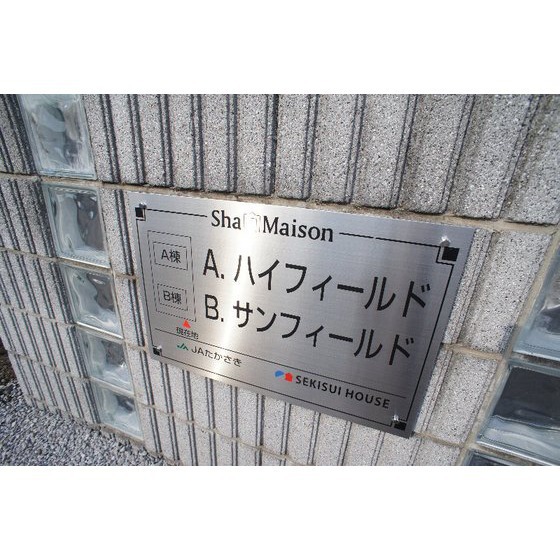 Sha Maison
A棟
A. ハイフィールド
B棟
B. サンフィールド
現在地
JA JAたかさき
SEKISUI HOUSE